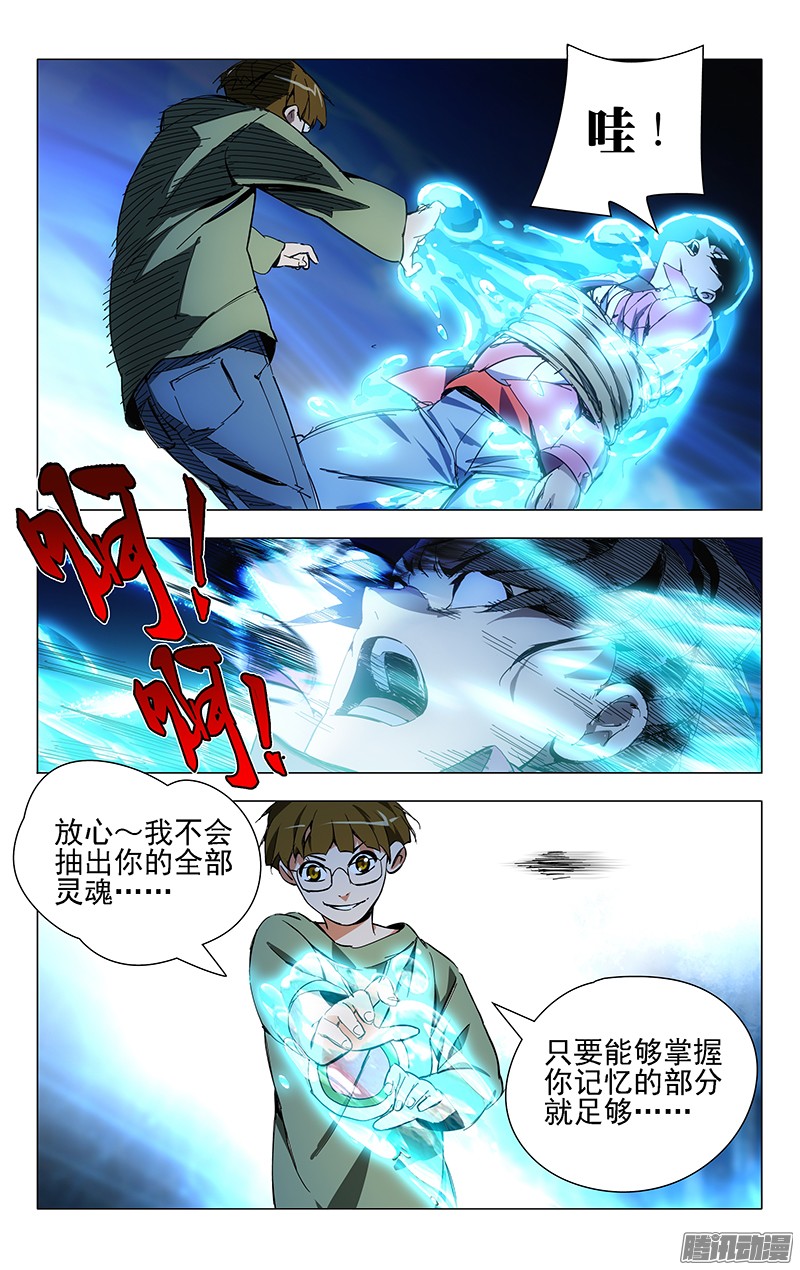 哇！
啊！
啊！
放心～我不会
抽出你的全部
灵魂……
只要能够掌握
你记忆的部分
就足够……
腾讯动漫